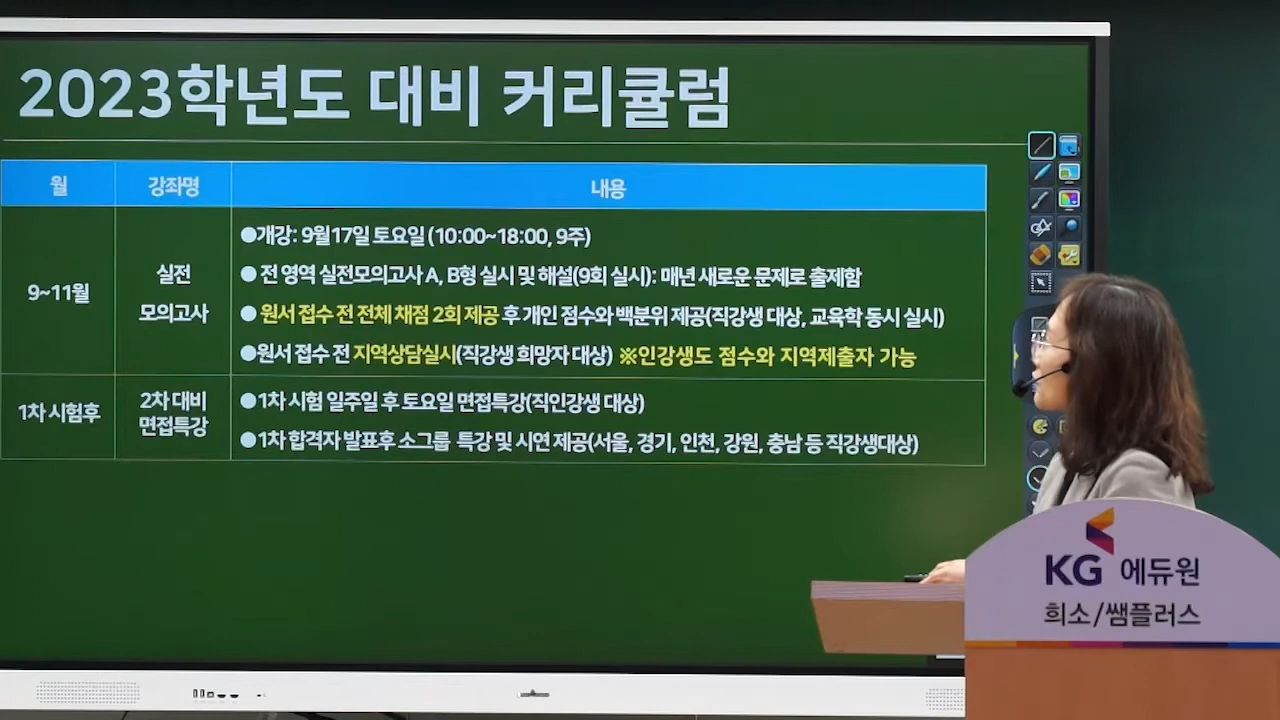 2023학년도 대비 커리큘럼
월
강좌명
내용
9~11월
실전
모의고사
●개강: 9월17일 토요일 (10:00~18:00, 9주)
● 전 영역 실전모의고사 A, B형 실시 및 해설(9회 실시): 매년 새로운 문제로 출제함
● 원서 접수 전 전체 채점 2회 제공 후 개인 점수와 백분위 제공(직강생 대상, 교육학 동시 실시)
●원서 접수 전 지역상담실시(직강생 희망자 대상) ※인강생도 점수와 지역제출자 가능
1차 시험후
2차 대비
면접특강
●1차 시험 일주일 후 토요일 면접특강(직인강생 대상)
●1차 합격자 발표후 소그룹 특강 및 시연 제공(서울, 경기, 인천, 강원, 충남 등 직강생대상)
KG 에듀원
희소/쌤플러스